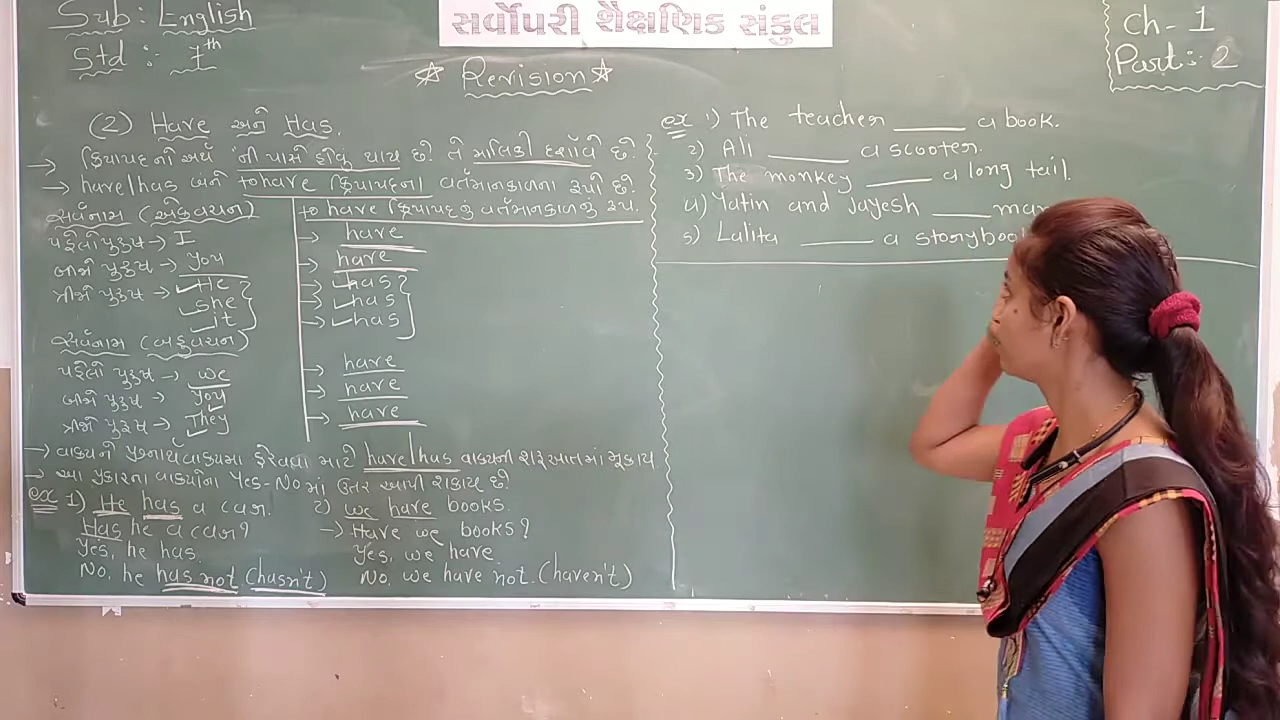 સર્વોપરી શૈક્ષણિક સંકુલ
Sub: English
Std : 7th
Revision
Ch-1
Part: 2
(2) Have અને Has.
→ ક્રિયાપદનો અર્થ 'ની પાસે હોવું થાય છે. તે માલિકી દર્શાવે છે.
→ have/has બંને to have ક્રિયાપદના વર્તમાનકાળના રૂપો છે.
સર્વનામ (એકવચન) to have ક્રિયાપદનું વર્તમાનકાળનું રૂપ.
પહેલો પુરુષ → I → have
બીજો પુરુષ → you → have
ત્રીજો પુરુષ → He → has
she → has
it → has
સર્વનામ (બહુવચન)
પહેલો પુરુષ → we → have
બીજો પુરુષ → you → have
ત્રીજો પુરુષ → They → have
→ વાક્યને પ્રશ્નાર્થવાક્યમાં ફેરવવા માટે have/has વાક્યની શરૂઆતમાં મૂકાય
→ આ પ્રકારના વાક્યોના Yes-No માં ઉત્તર આપી શકાય છે.
ex 1) He has a car. 2) we have books.
Has he a car? → Have we books?
Yes, he has. Yes, we have
No, he has not (hasn't) No, we have not. (haven't)
ex 1) The teacher ____ a book.
2) Ali ____ a scooter.
3) The monkey ____ a long tail.
4) Yatin and Jayesh ____
5) Lalita ____ a